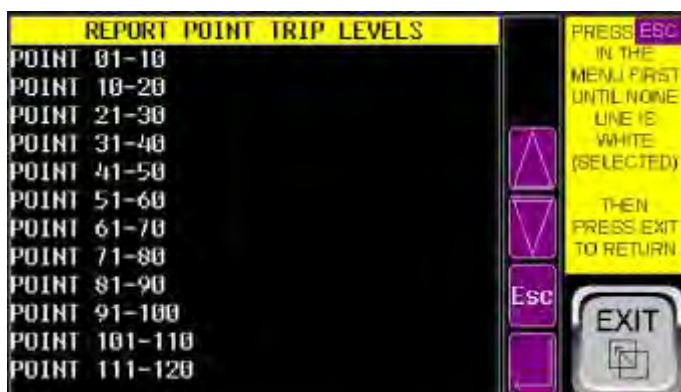 REPORT POINT TRIP LEVELS
POINT 01-10
POINT 10-20
POINT 21-30
POINT 31-40
POINT 41-50
POINT 51-60
POINT 61-70
POINT 71-80
POINT 81-90
POINT 91-100
POINT 101-110
POINT 111-120
Esc
PRESS ESC
IN THE
MENU FIRST
UNTIL NONE
LINE IS
WHITE
(SELECTED)
THEN
PRESS EXIT
TO RETURN
EXIT